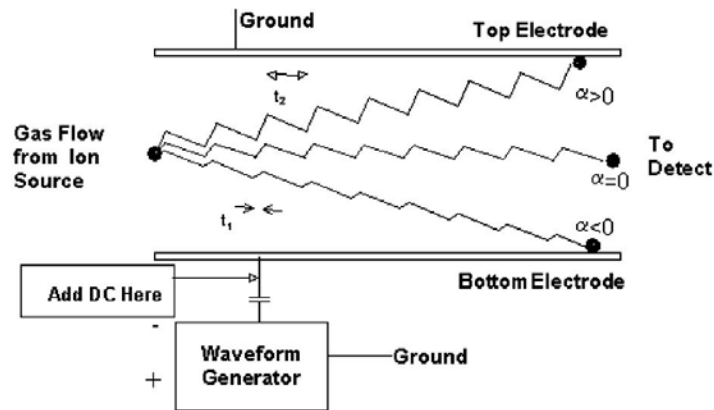 Ground
Top Electrode
t₂
α>0
Gas Flow
from Ion
Source
To
Detect
α=0
t₁
α<0
Add DC Here
Bottom Electrode
-
+
Waveform
Generator
Ground